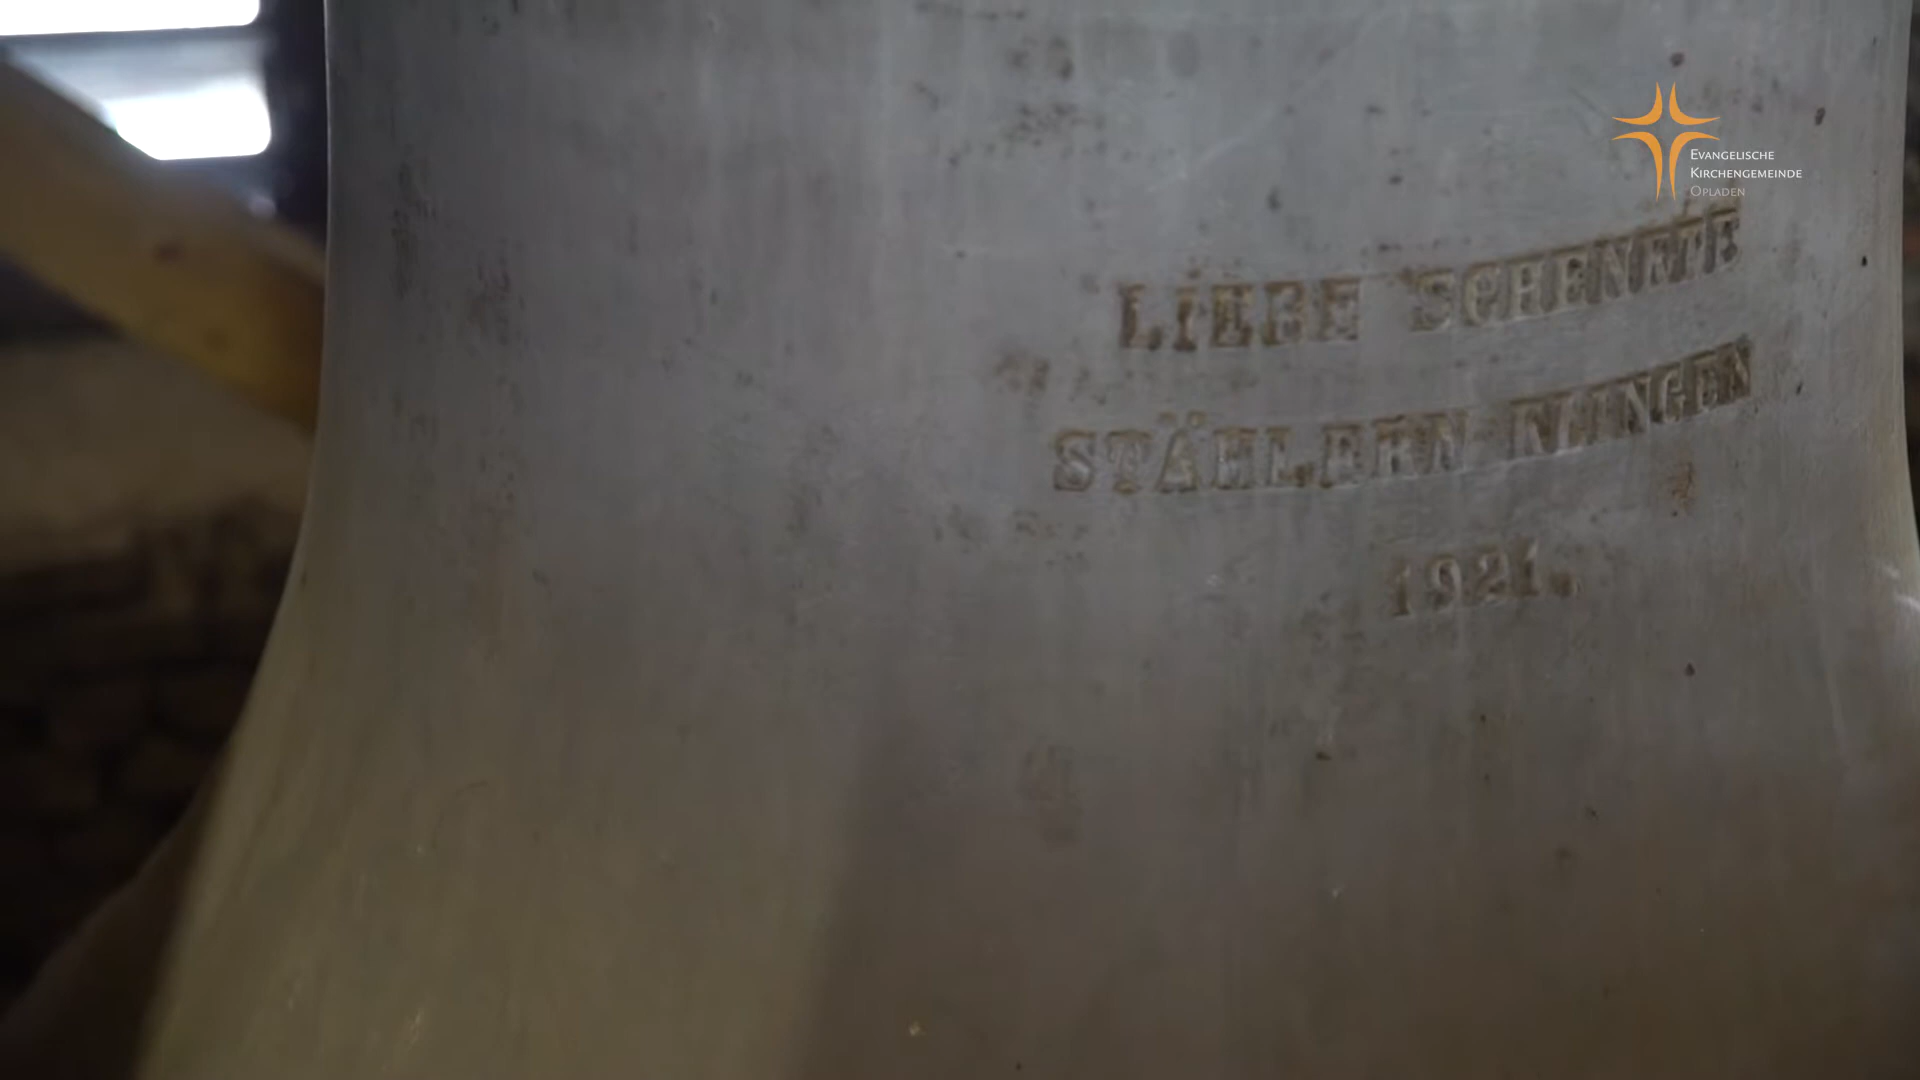 EVANGELISCHE
KIRCHENGEMEINDE
OPLADEN
LIEBE SCHENKTE
STÄHLERN KLINGEN
1921.